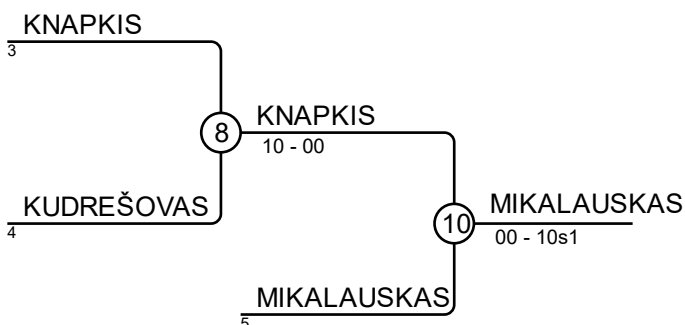 KNAPKIS
3
8
KNAPKIS
10 - 00
KUDREŠOVAS
4
10
MIKALAUSKAS
00 - 10s1
MIKALAUSKAS
5